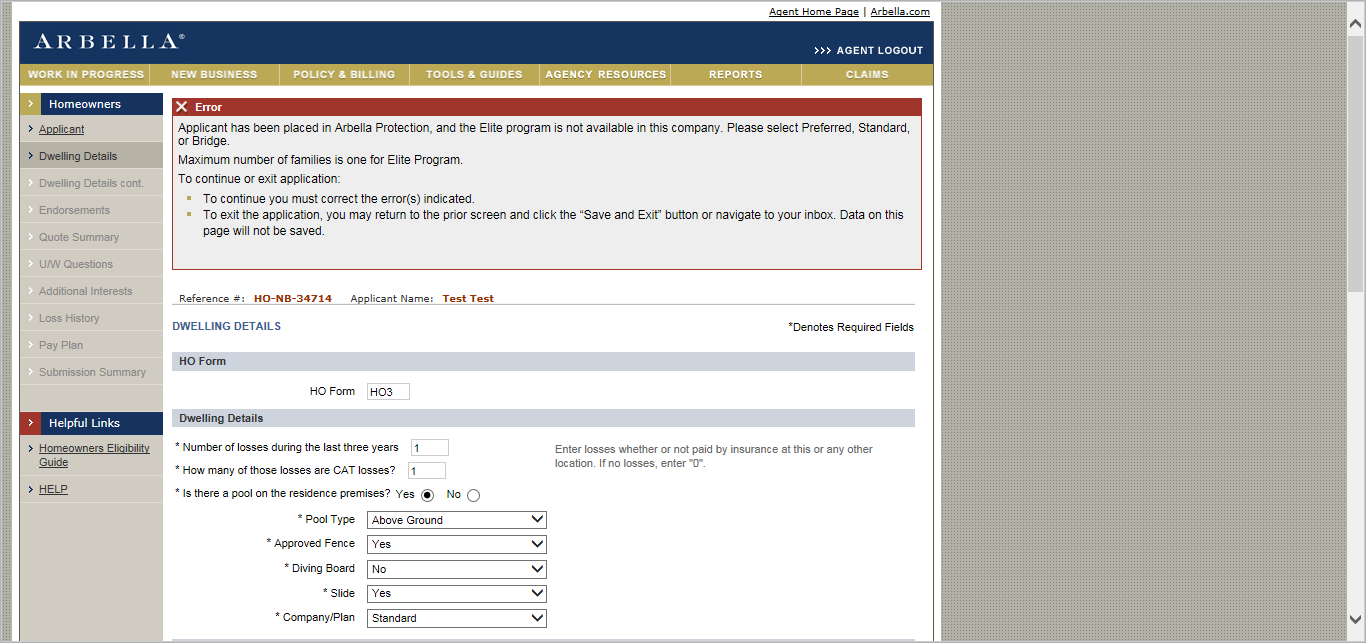 Agent Home Page | Arbella.com
ARBELLA®
>>> AGENT LOGOUT
WORK IN PROGRESS NEW BUSINESS POLICY & BILLING TOOLS & GUIDES AGENCY RESOURCES REPORTS CLAIMS
Homeowners
Applicant
Dwelling Details
Dwelling Details cont.
Endorsements
Quote Summary
U/W Questions
Additional Interests
Loss History
Pay Plan
Submission Summary
Helpful Links
Homeowners Eligibility
Guide
HELP
Error
Applicant has been placed in Arbella Protection, and the Elite program is not available in this company. Please select Preferred, Standard,
or Bridge.
Maximum number of families is one for Elite Program.
To continue or exit application:
To continue you must correct the error(s) indicated.
To exit the application, you may return to the prior screen and click the “Save and Exit” button or navigate to your inbox. Data on this
page will not be saved.
Reference #: HO-NB-34714 Applicant Name: Test Test
DWELLING DETAILS *Denotes Required Fields
HO Form
HO Form HO3
Dwelling Details
* Number of losses during the last three years 1
Enter losses whether or not paid by insurance at this or any other
location. If no losses, enter "0".
* How many of those losses are CAT losses? 1
* Is there a pool on the residence premises? Yes No
* Pool Type Above Ground
* Approved Fence Yes
* Diving Board No
* Slide Yes
* Company/Plan Standard